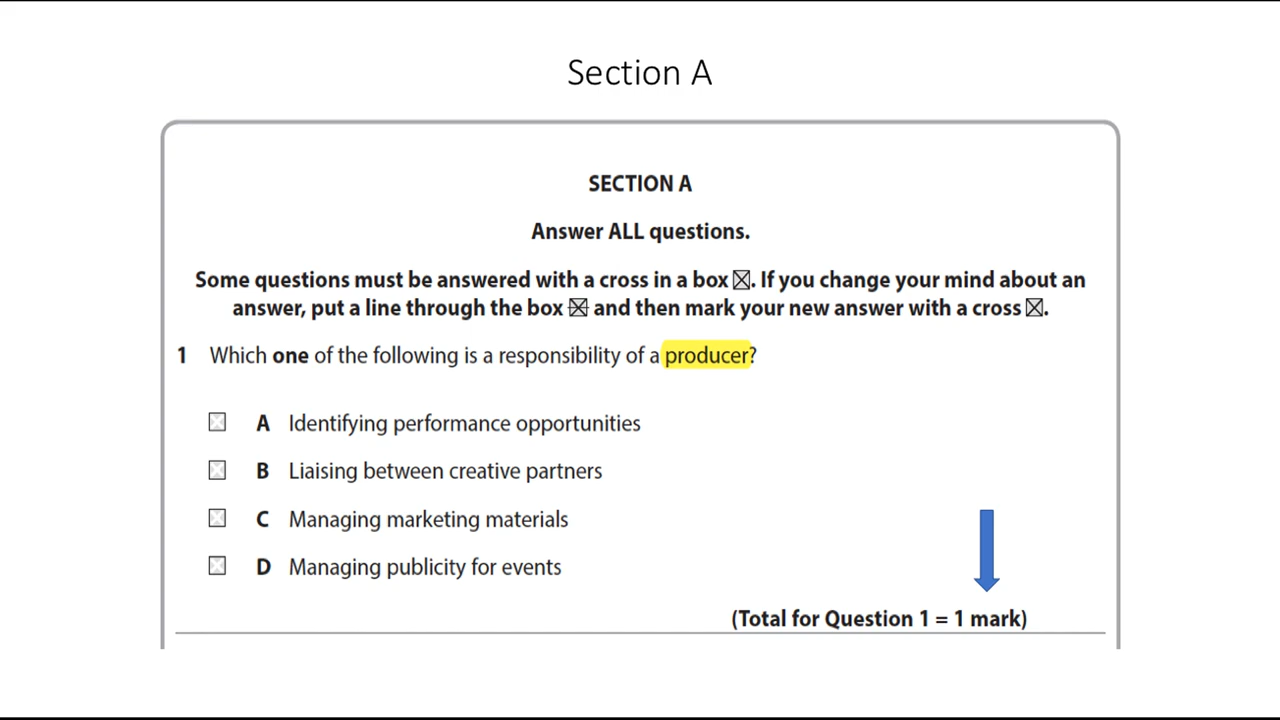 Section A
SECTION A
Answer ALL questions.
Some questions must be answered with a cross in a box ☒. If you change your mind about an
answer, put a line through the box ☒ and then mark your new answer with a cross ☒.
1 Which one of the following is a responsibility of a producer?
☒ A Identifying performance opportunities
☒ B Liaising between creative partners
☒ C Managing marketing materials
☒ D Managing publicity for events
(Total for Question 1 = 1 mark)